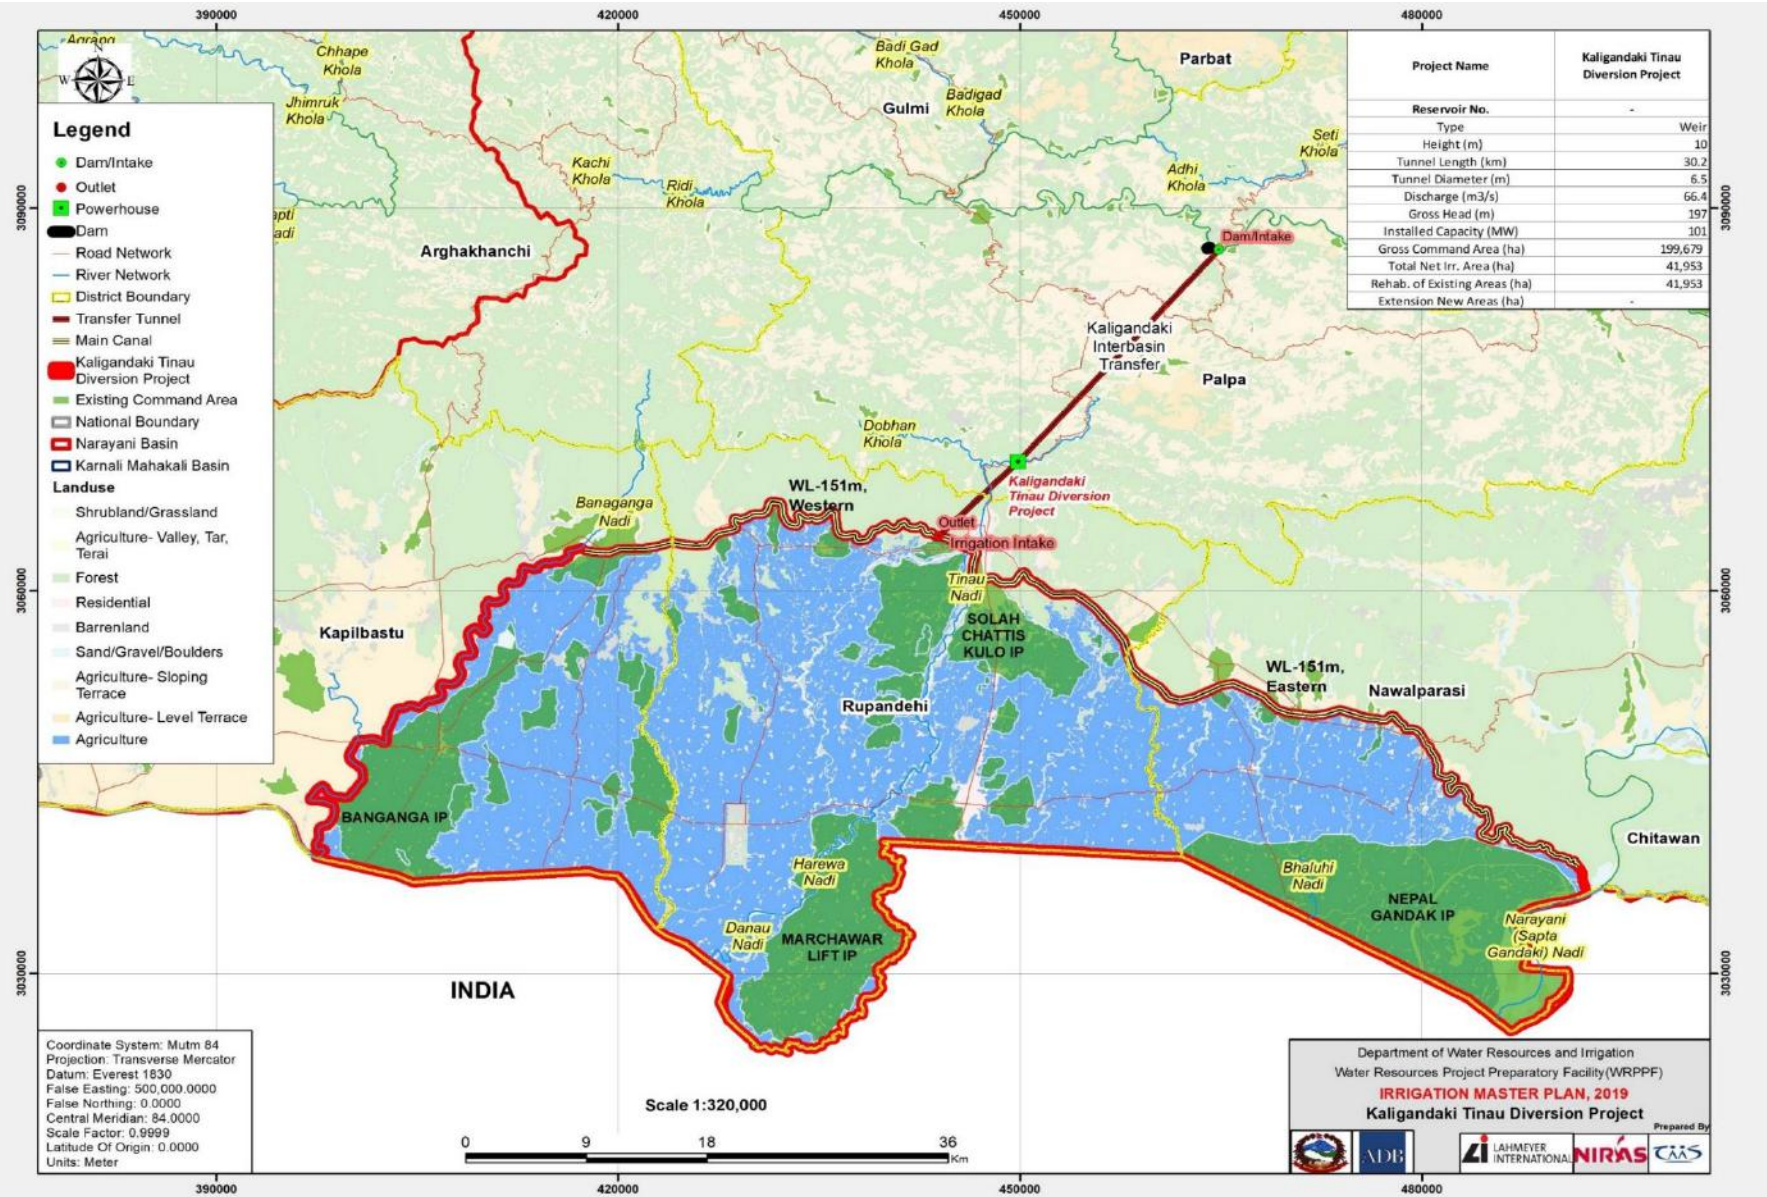 390000
420000
450000
480000
Agrang
N
W
E
Chhape
Khola
Jhimruk
Khola
Kachi
Khola
Ridi
Khola
Badi Gad
Khola
Badigad
Khola
Gulmi
Parbat
Adhi
Khola
Seti
Khola
Arghakhanchi
3090000
3090000
Project Name
Kaligandaki Tinau
Diversion Project
Reservoir No. -
Type Weir
Height (m) 10
Tunnel Length (km) 30.2
Tunnel Diameter (m) 6.5
Discharge (m3/s) 66.4
Gross Head (m) 197
Installed Capacity (MW) 101
Gross Command Area (ha) 199,679
Total Net Irr. Area (ha) 41,953
Rehab. of Existing Areas (ha) 41,953
Extension New Areas (ha) -
Legend
Dam/Intake
Outlet
Powerhouse
Dam
Road Network
River Network
District Boundary
Transfer Tunnel
Main Canal
Kaligandaki Tinau
Diversion Project
Existing Command Area
National Boundary
Narayani Basin
Karnali Mahakali Basin
Landuse
Shrubland/Grassland
Agriculture- Valley, Tar,
Terai
Forest
Residential
Barrenland
Sand/Gravel/Boulders
Agriculture- Sloping
Terrace
Agriculture- Level Terrace
Agriculture
apti
adi
Dam/Intake
Kaligandaki
Interbasin
Transfer
Palpa
Dobhan
Khola
Kaligandaki
Tinau Diversion
Project
WL-151m,
Western
Banaganga
Nadi
Outlet
Irrigation Intake
Tinau
Nadi
3060000
3060000
SOLAH
CHATTIS
KULO IP
Kapilbastu
Rupandehi
WL-151m,
Eastern
Nawalparasi
BANGANGA IP
Chitawan
Harewa
Nadi
Bhaluhi
Nadi
NEPAL
GANDAK IP
Danau
Nadi
MARCHAWAR
LIFT IP
Narayani
(Sapta
Gandaki) Nadi
3030000
3030000
INDIA
Coordinate System: Mutm 84
Projection: Transverse Mercator
Datum: Everest 1830
False Easting: 500,000.0000
False Northing: 0.0000
Central Meridian: 84.0000
Scale Factor: 0.9999
Latitude Of Origin: 0.0000
Units: Meter
Scale 1:320,000
0 9 18 36
Km
Department of Water Resources and Irrigation
Water Resources Project Preparatory Facility(WRPPF)
IRRIGATION MASTER PLAN, 2019
Kaligandaki Tinau Diversion Project
Prepared By
ADB
LAHMEYER
INTERNATIONAL
NIRAS
390000
420000
450000
480000